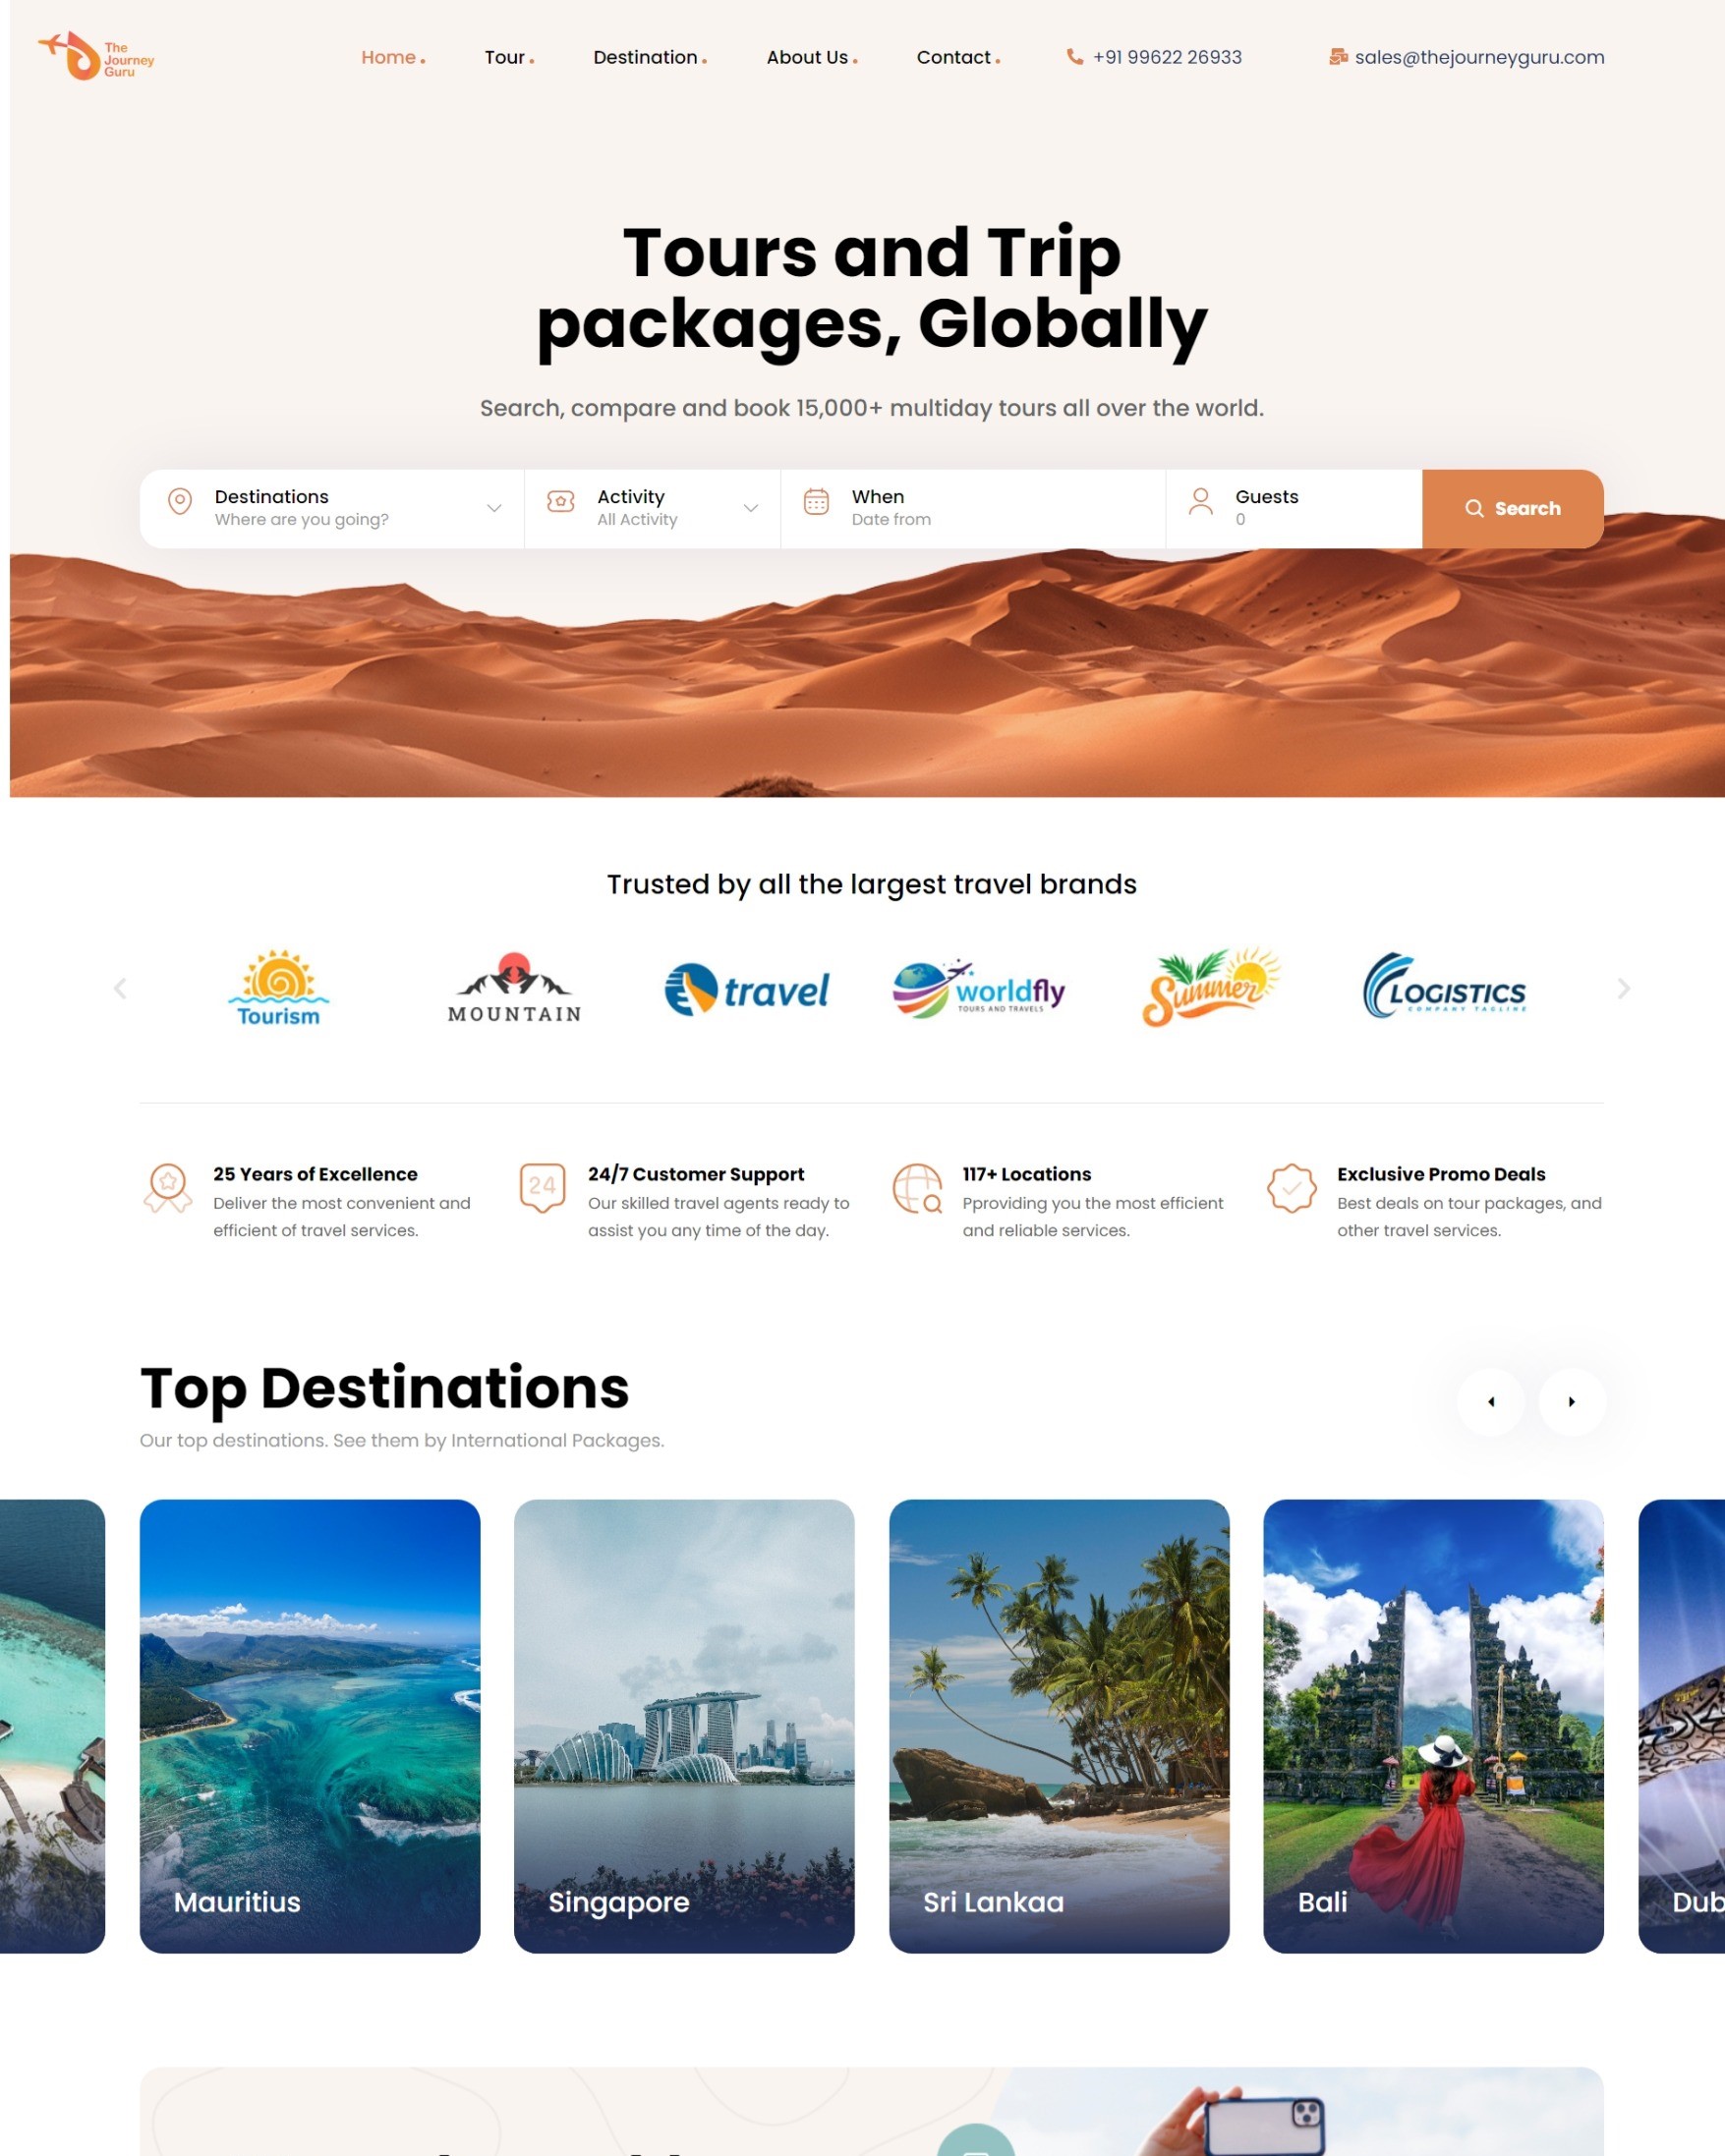 The
Journey
Guru
Home
Tour
Destination
About Us
Contact
+91 99622 26933
sales@thejourneyguru.com
Tours and Trip
packages, Globally
Search, compare and book 15,000+ multiday tours all over the world.
Destinations
Where are you going?
Activity
All Activity
When
Date from
Guests
0
Search
Trusted by all the largest travel brands
Tourism
MOUNTAIN
travel
worldfly
TOURS AND TRAVELS
Summer
LOGISTICS
COMPANY TAGLINE
25 Years of Excellence
Deliver the most convenient and
efficient of travel services.
24
24/7 Customer Support
Our skilled travel agents ready to
assist you any time of the day.
117+ Locations
Pproviding you the most efficient
and reliable services.
Exclusive Promo Deals
Best deals on tour packages, and
other travel services.
Top Destinations
Our top destinations. See them by International Packages.
Mauritius
Singapore
Sri Lankaa
Bali
Dub